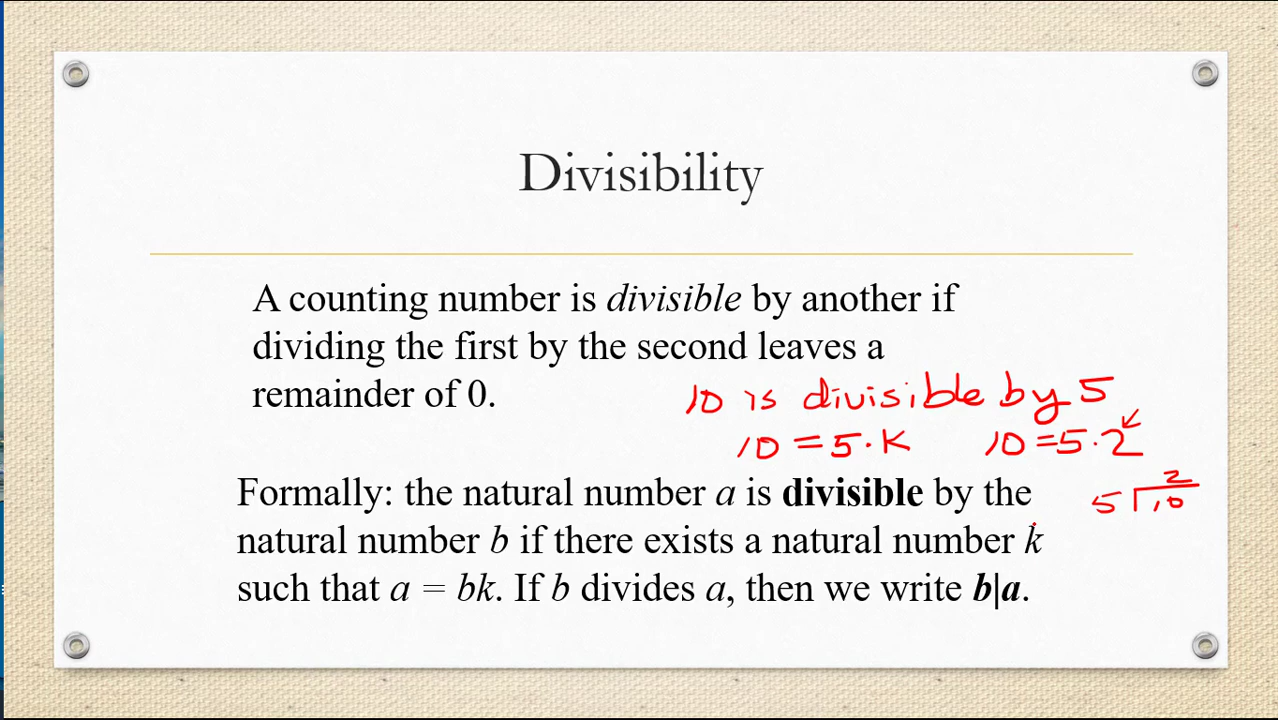 Divisibility
A counting number is divisible by another if
dividing the first by the second leaves a
remainder of 0.
10 is divisible by 5
10 = 5·K 10 = 5·2
Formally: the natural number a is divisible by the
2
5 10
natural number b if there exists a natural number k
such that a = bk. If b divides a, then we write b|a.